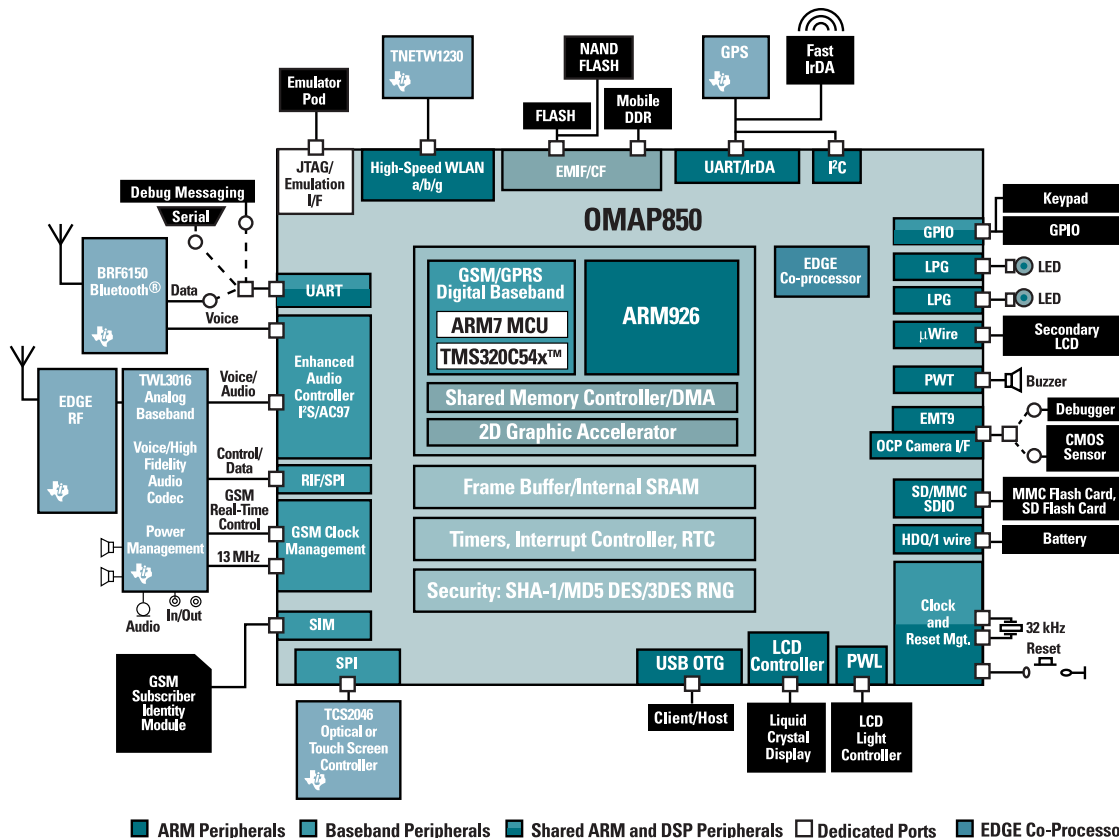 TNETW1230
NAND
FLASH
GPS
Fast
IrDA
Emulator
Pod
FLASH
Mobile
DDR
JTAG/
Emulation
I/F
High-Speed WLAN
a/b/g
EMIF/CF
UART/IrDA
I²C
Debug Messaging
Serial
OMAP850
BRF6150
Bluetooth®
Data
Voice
UART
GSM/GPRS
Digital Baseband
ARM7 MCU
TMS320C54x™
ARM926
EDGE
Co-processor
GPIO
Keypad
GPIO
LPG
LED
LPG
LED
µWire
Secondary
LCD
PWT
Buzzer
EMT9
OCP Camera I/F
Debugger
CMOS
Sensor
SD/MMC
SDIO
MMC Flash Card,
SD Flash Card
HDQ/1 wire
Battery
Enhanced
Audio
Controller
I²S/AC97
Shared Memory Controller/DMA
2D Graphic Accelerator
EDGE
RF
TWL3016
Analog
Baseband
Voice/High
Fidelity
Audio
Codec
Power
Management
Voice/
Audio
Control/
Data
GSM
Real-Time
Control
13 MHz
RIF/SPI
GSM Clock
Management
Frame Buffer/Internal SRAM
Timers, Interrupt Controller, RTC
Security: SHA-1/MD5 DES/3DES RNG
Audio
In/Out
SIM
SPI
USB OTG
LCD
Controller
PWL
Clock
and
Reset Mgt.
32 kHz
Reset
GSM
Subscriber
Identity
Module
TCS2046
Optical or
Touch Screen
Controller
Client/Host
Liquid
Crystal
Display
LCD
Light
Controller
ARM Peripherals
Baseband Peripherals
Shared ARM and DSP Peripherals
Dedicated Ports
EDGE Co-Processor